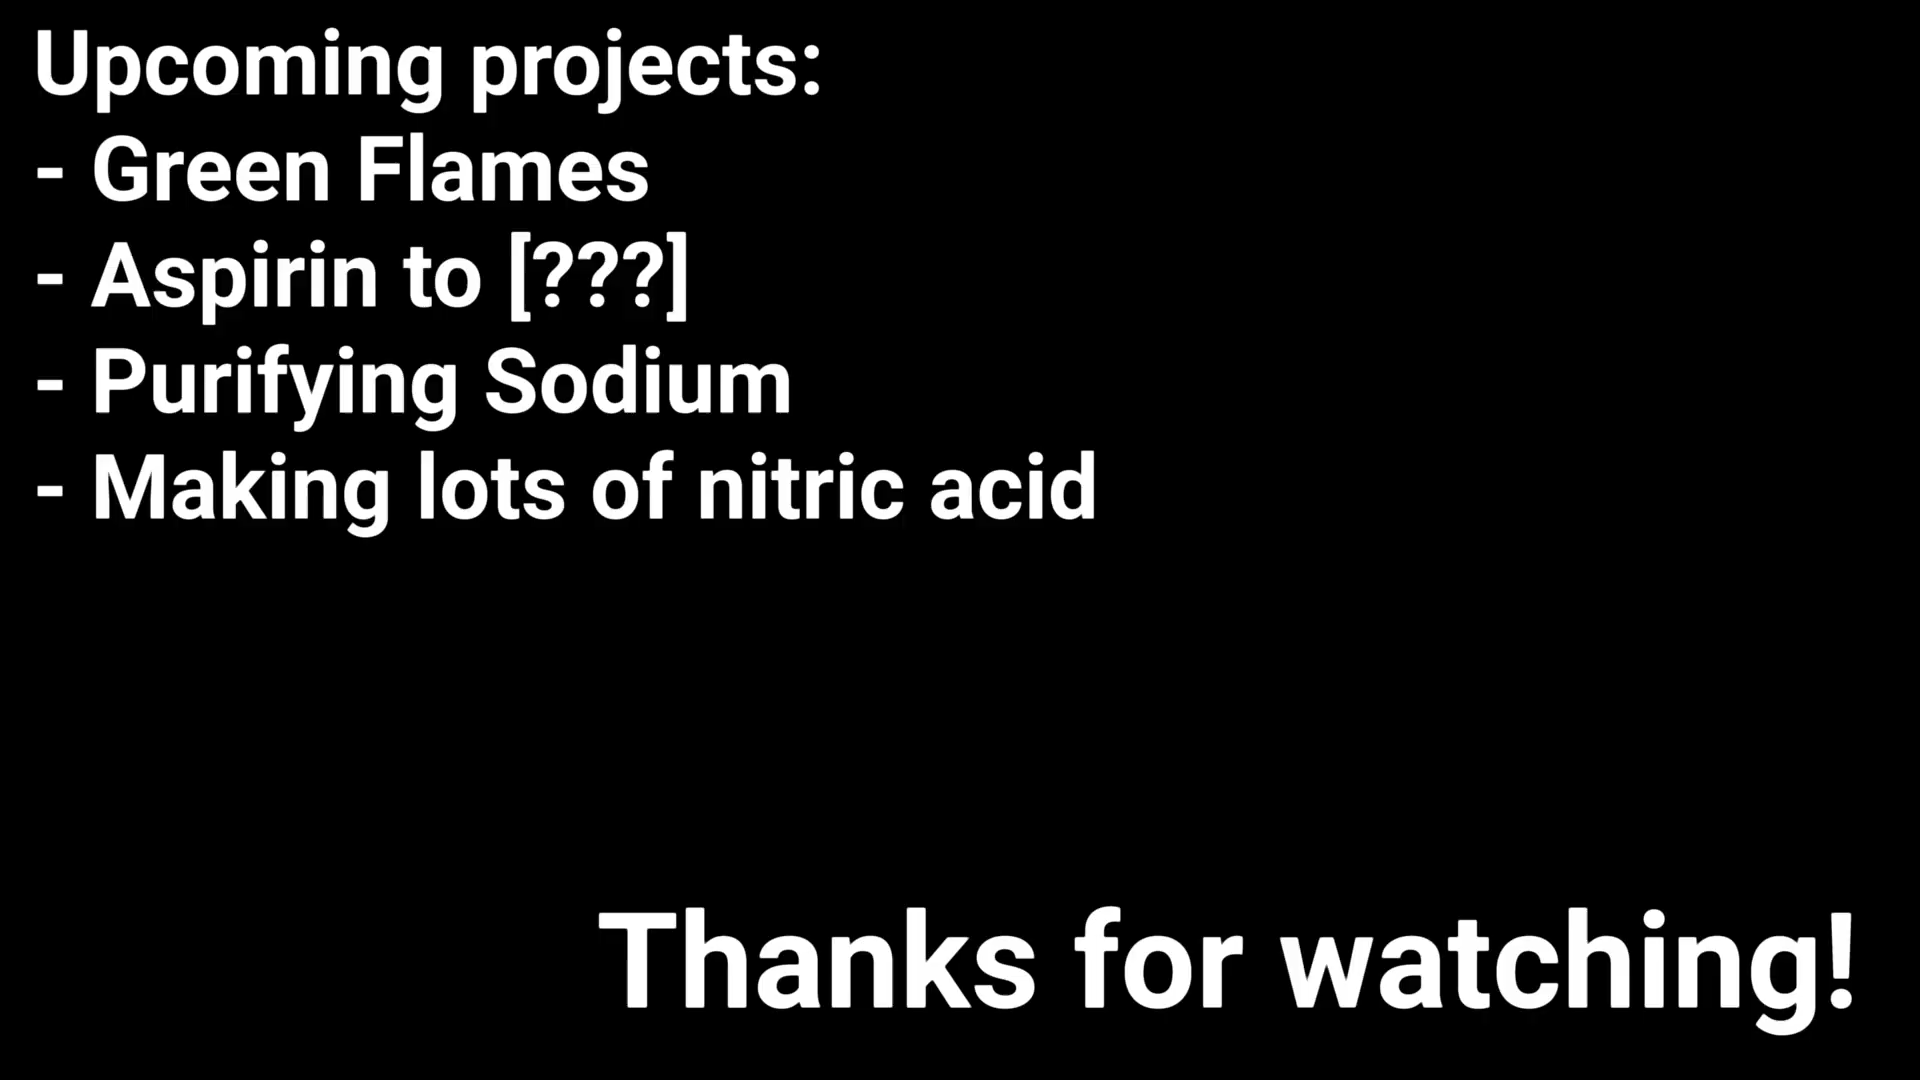 Upcoming projects:
- Green Flames
- Aspirin to [???]
- Purifying Sodium
- Making lots of nitric acid
Thanks for watching!